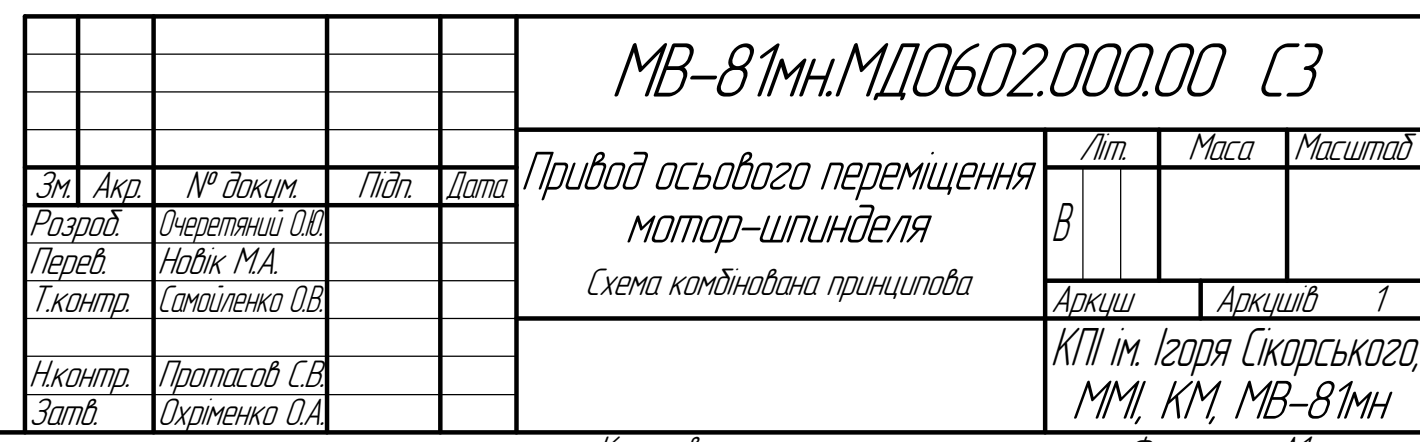 МВ-81мн.МД0602.000.00 СЗ
Привод осьового переміщення
мотор-шпинделя
Схема комбінована принципова
Літ. Маса Масштаб
В
Аркуш Аркушів 1
КПІ ім. Ігоря Сікорського,
ММІ, КМ, МВ-81мн
Зм. Акр. № докум. Підп. Дата
Розроб. Очеретяний О.Ю.
Перев. Новік М.А.
Т.контр. Самойленко О.В.
Н.контр. Протасов С.В.
Затв. Охріменко О.А.